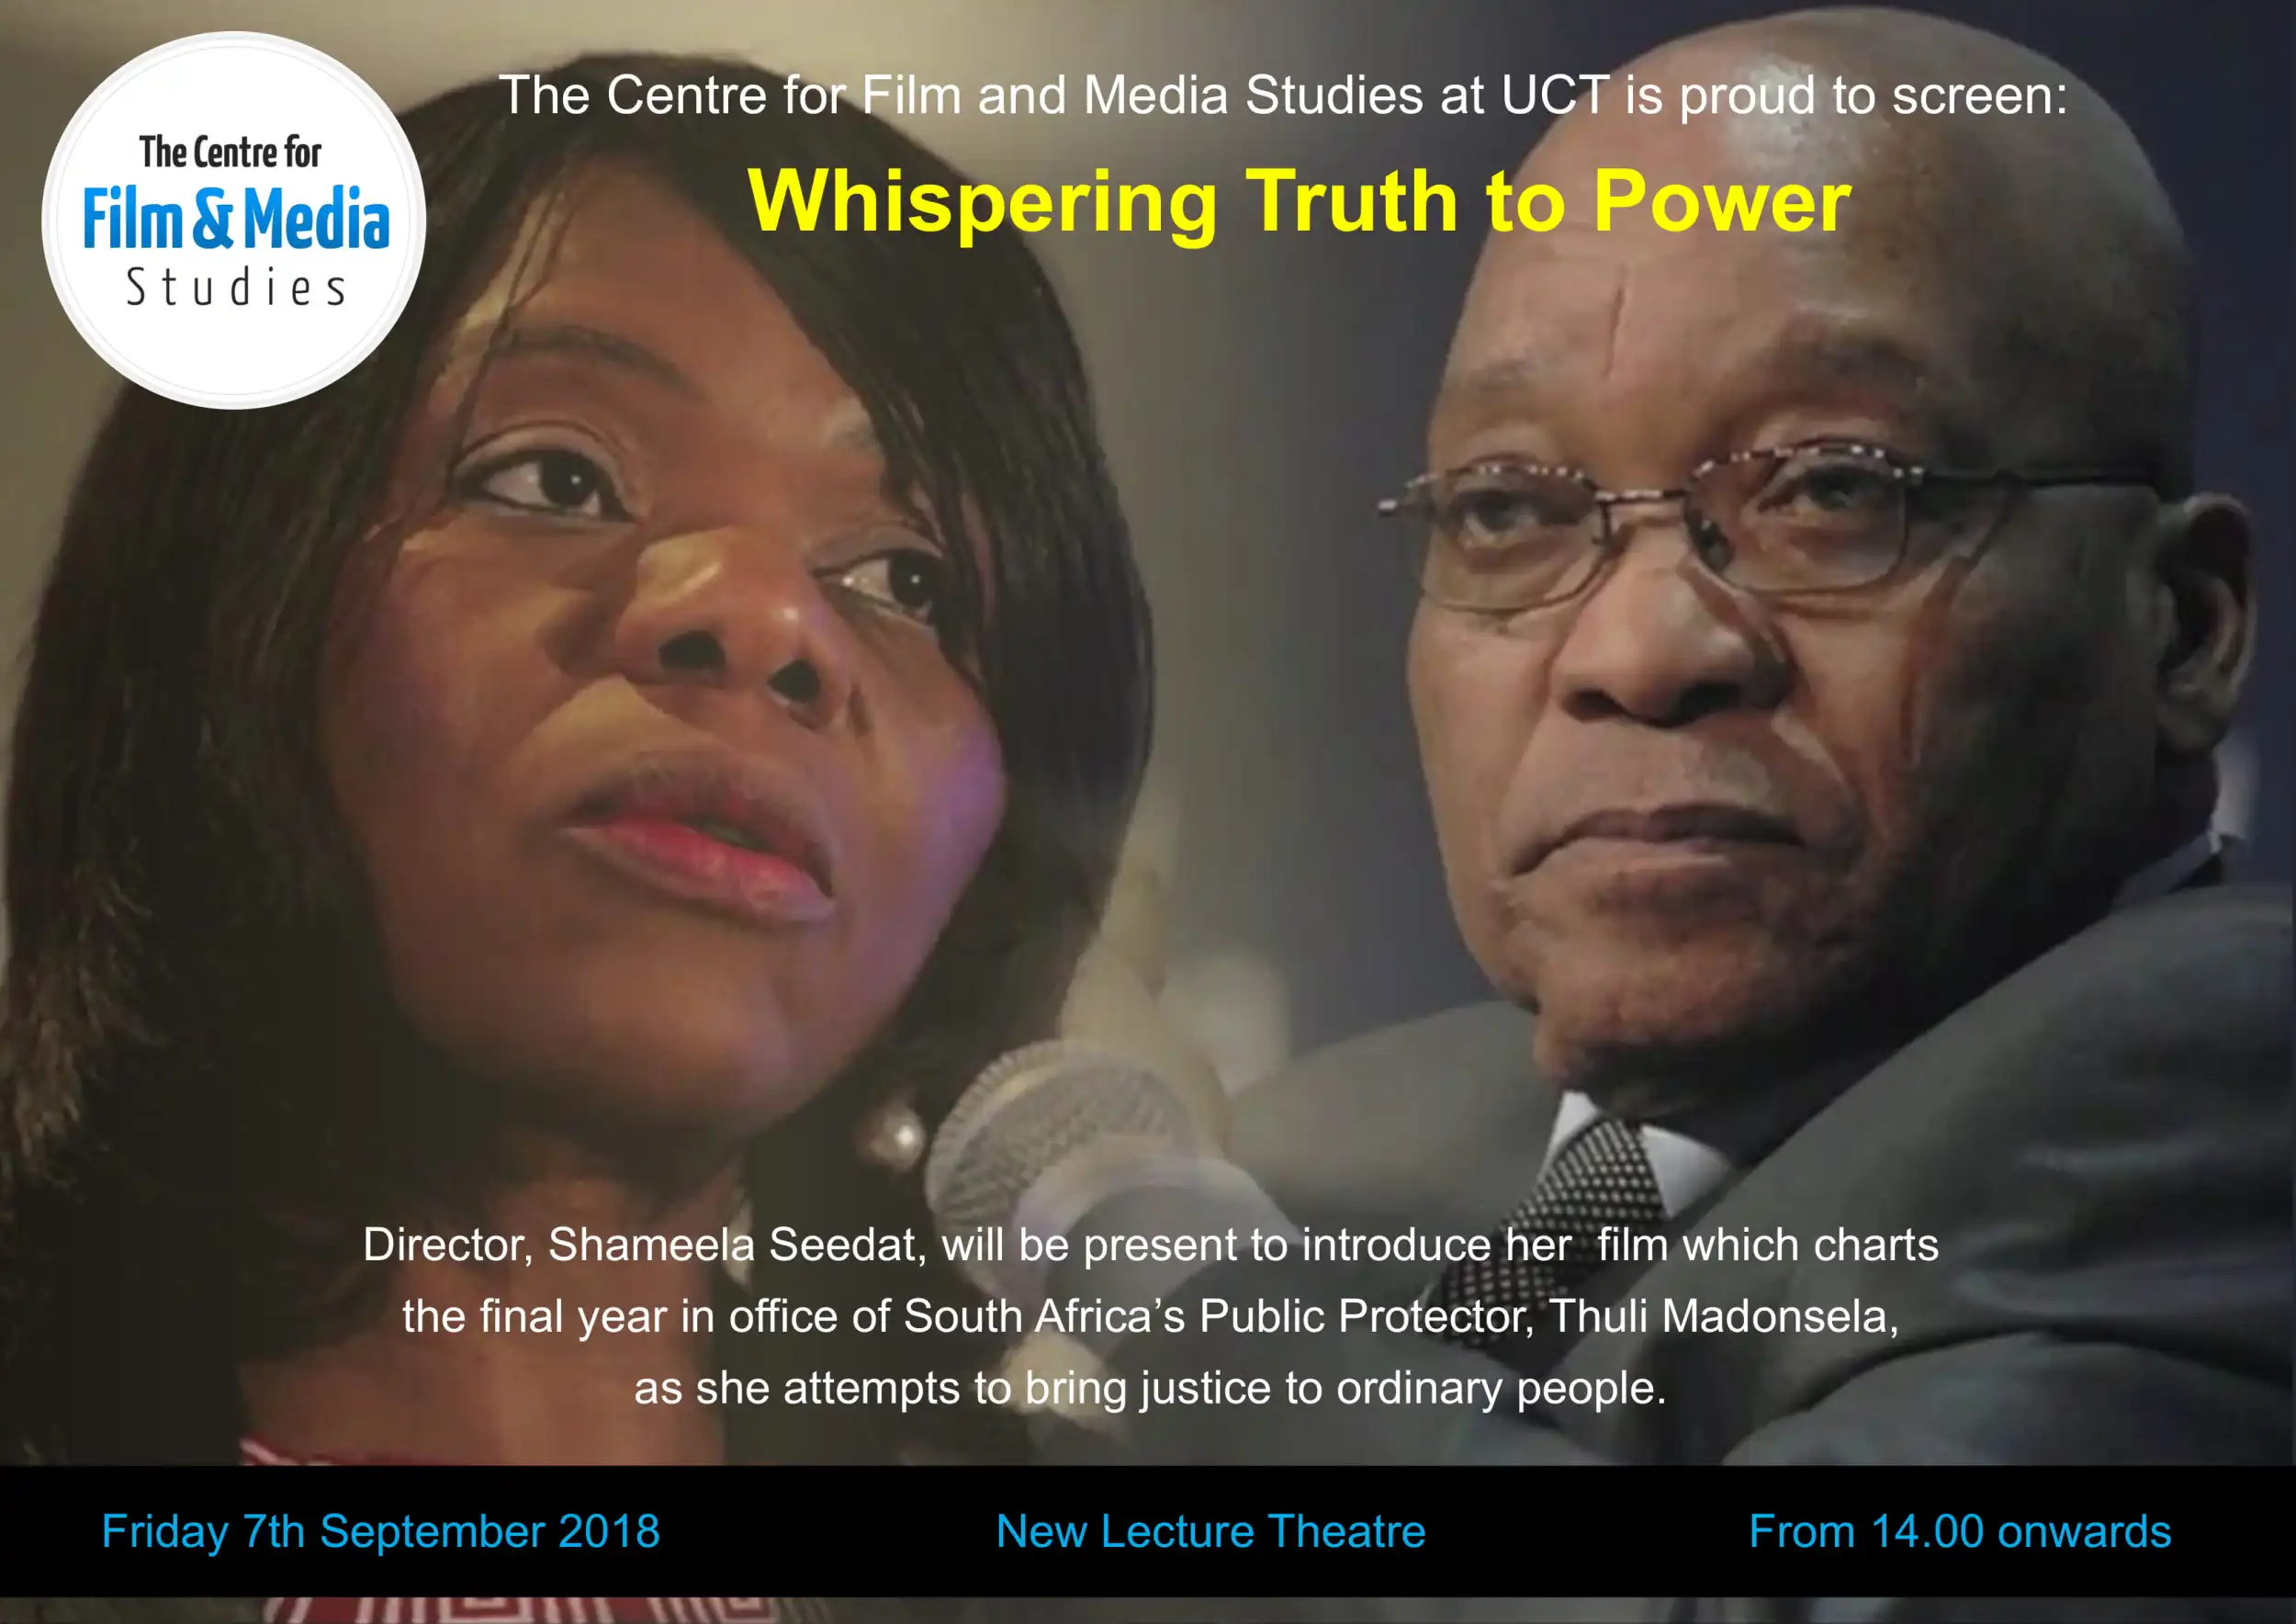 The Centre for
Film & Media
Studies
The Centre for Film and Media Studies at UCT is proud to screen:
Whispering Truth to Power
Director, Shameela Seedat, will be present to introduce her  film which charts
the final year in office of South Africa’s Public Protector, Thuli Madonsela,
as she attempts to bring justice to ordinary people.
Friday 7th September 2018
New Lecture Theatre
From 14.00 onwards